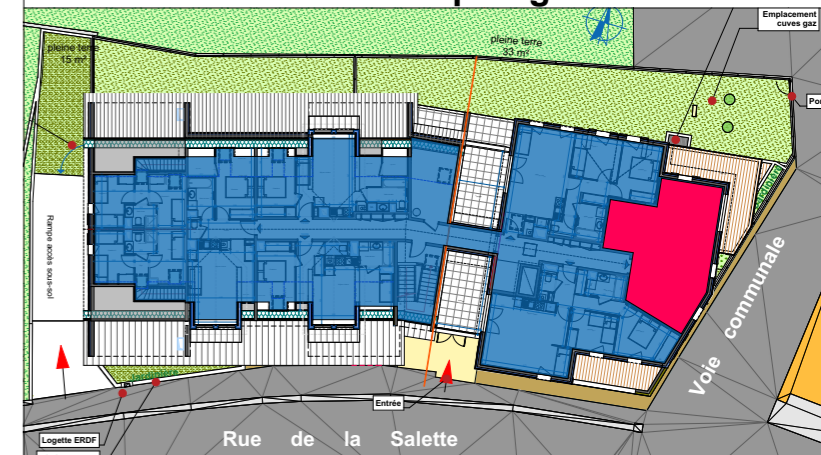 Emplacement
cuves gaz
pleine terre
33 m²
pleine terre
15 m²
Rampe accès sous-sol
Voie communale
Entrée
Logette ERDF
Rue de la Salette